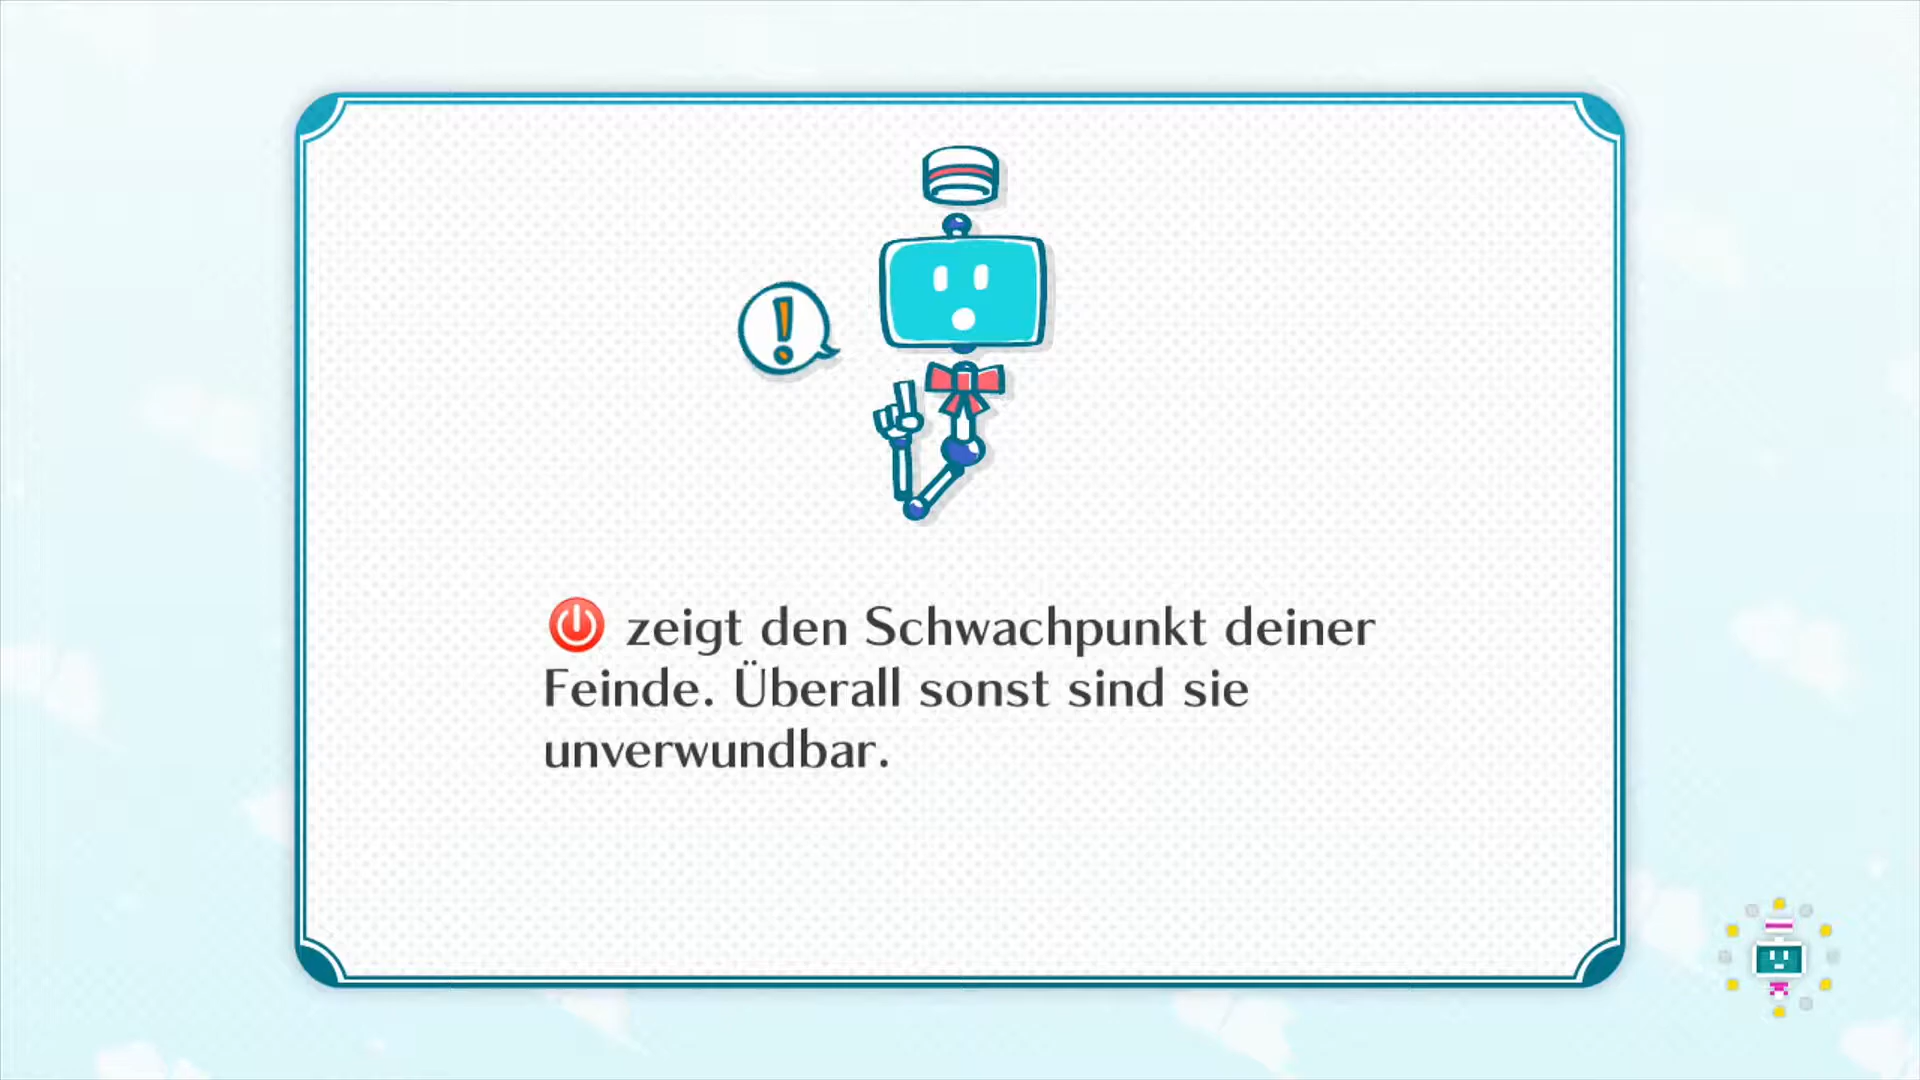 zeigt den Schwachpunkt deiner
Feinde. Überall sonst sind sie
unverwundbar.